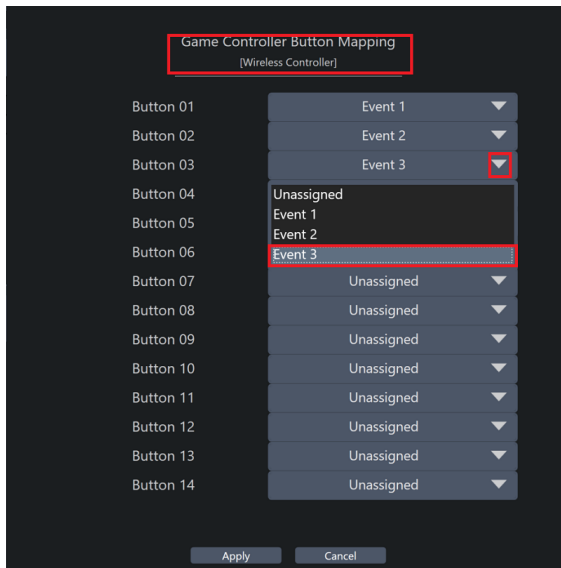 Game Controller Button Mapping
[Wireless Controller]
Button 01 Event 1
Button 02 Event 2
Button 03 Event 3
Button 04 Unassigned
Event 1
Button 05
Event 2
Button 06 Event 3
Button 07 Unassigned
Button 08 Unassigned
Button 09 Unassigned
Button 10 Unassigned
Button 11 Unassigned
Button 12 Unassigned
Button 13 Unassigned
Button 14 Unassigned
Apply Cancel